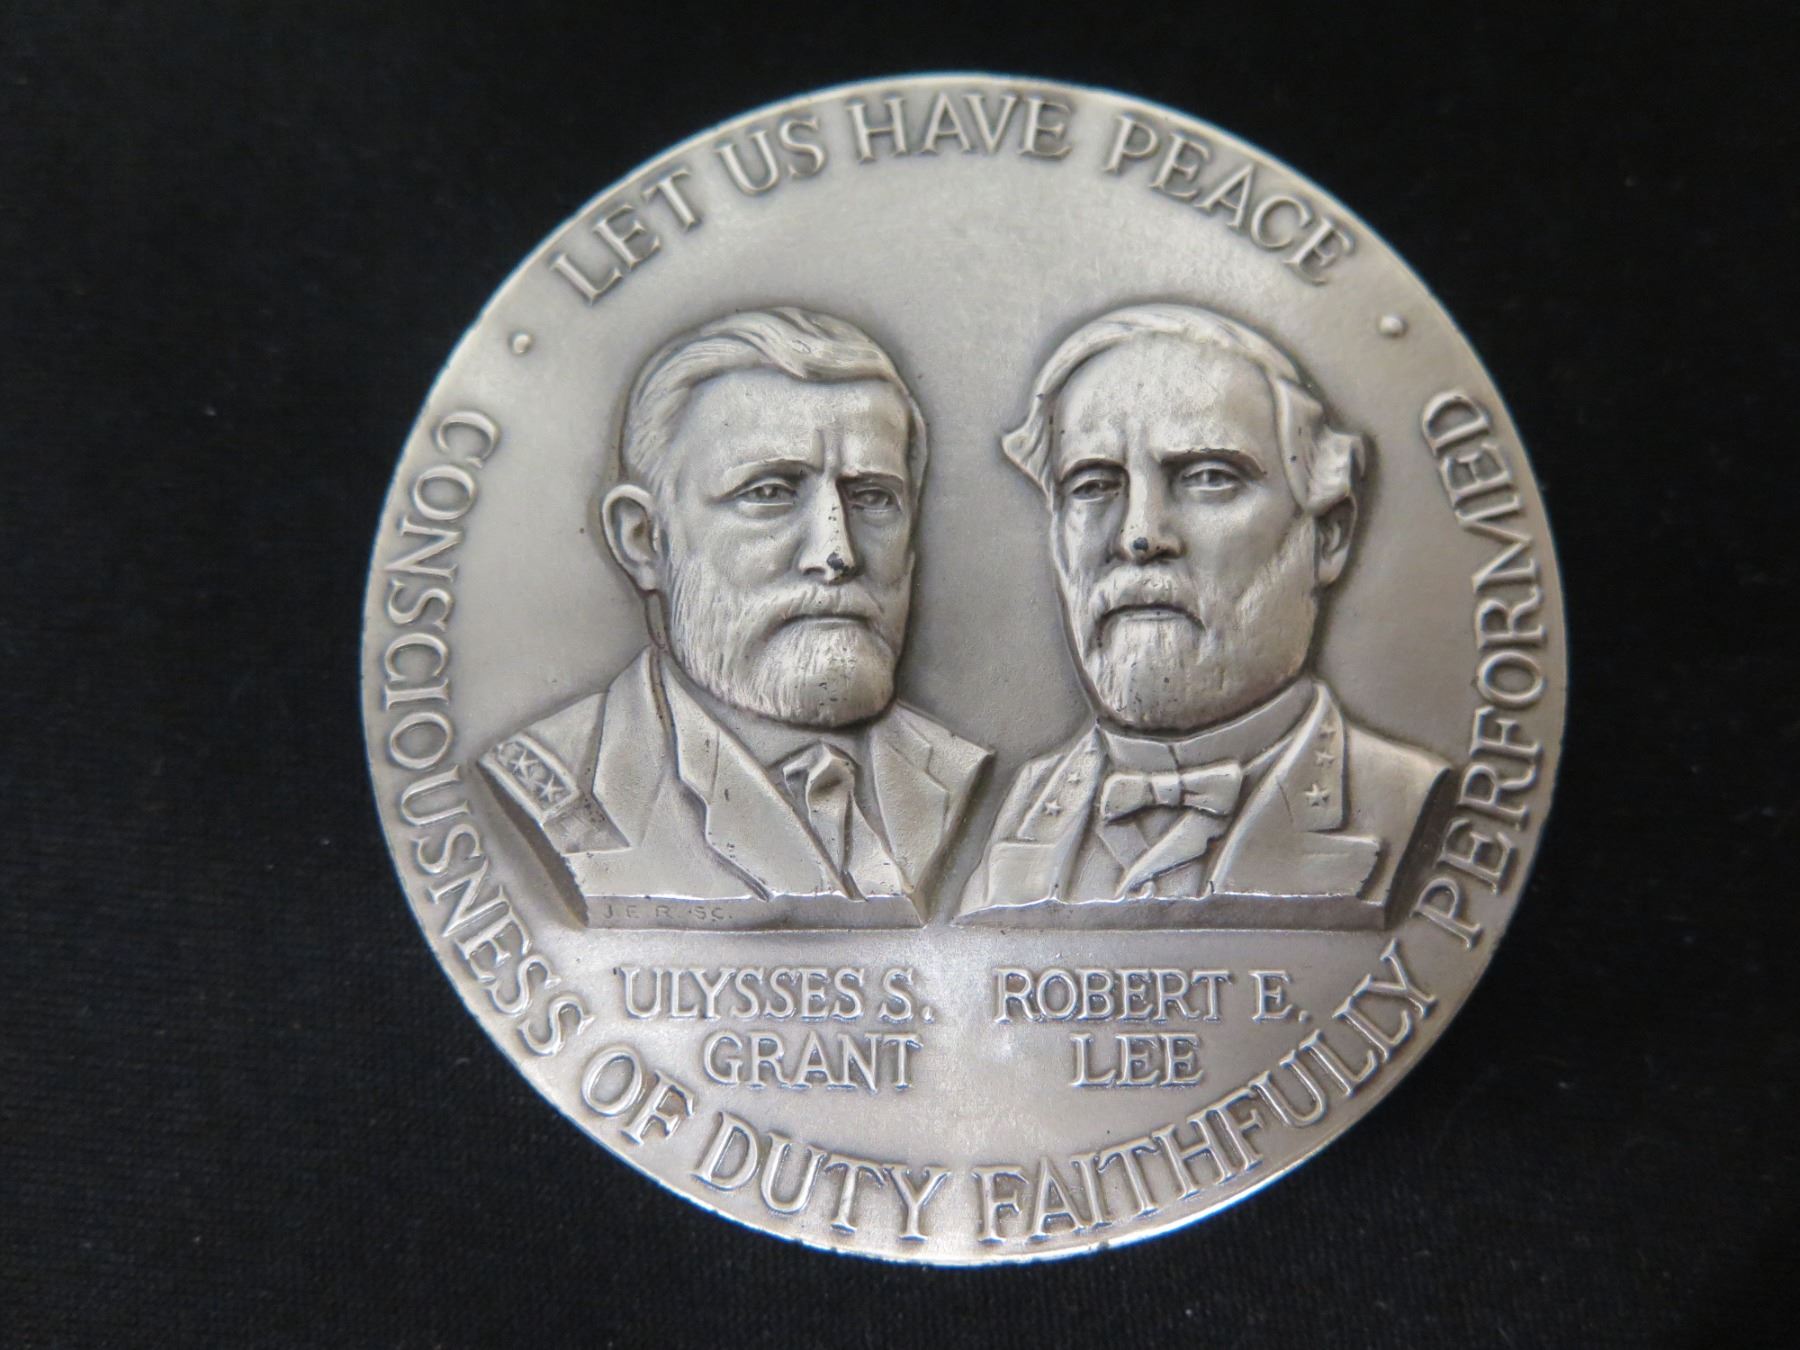 LET US HAVE PEACE
J.E.R. SC.
ULYSSES S.
GRANT
ROBERT E.
LEE
CONSCIOUSNESS OF DUTY FAITHFULLY PERFORMED